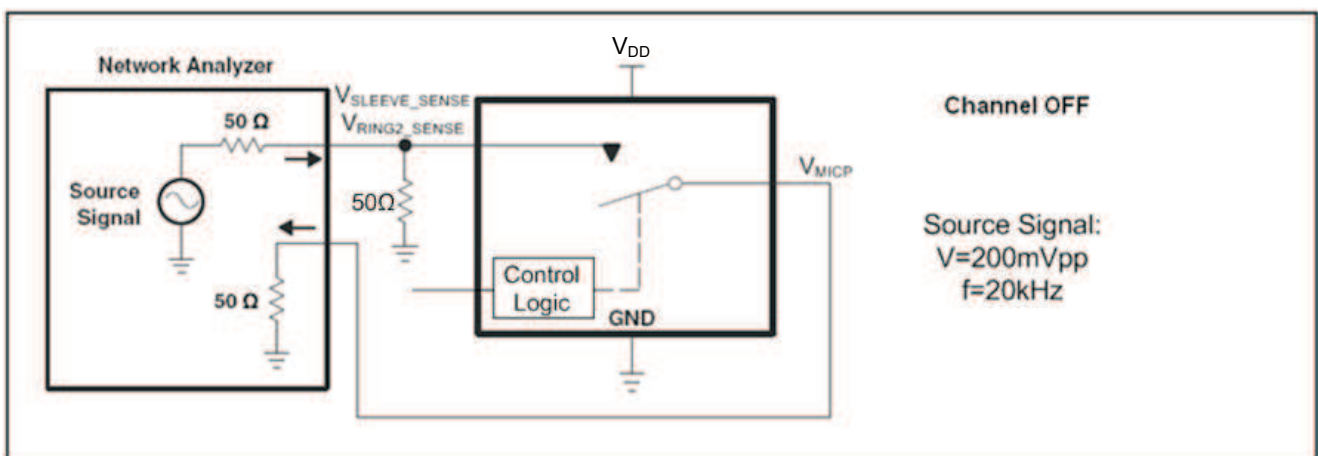 V_DD
Network Analyzer
V_SLEEVE_SENSE
Channel OFF
50 Ω
V_RING2_SENSE
V_MICP
Source
Signal
50Ω
Source Signal:
V=200mVpp
f=20kHz
50 Ω
Control
Logic
GND